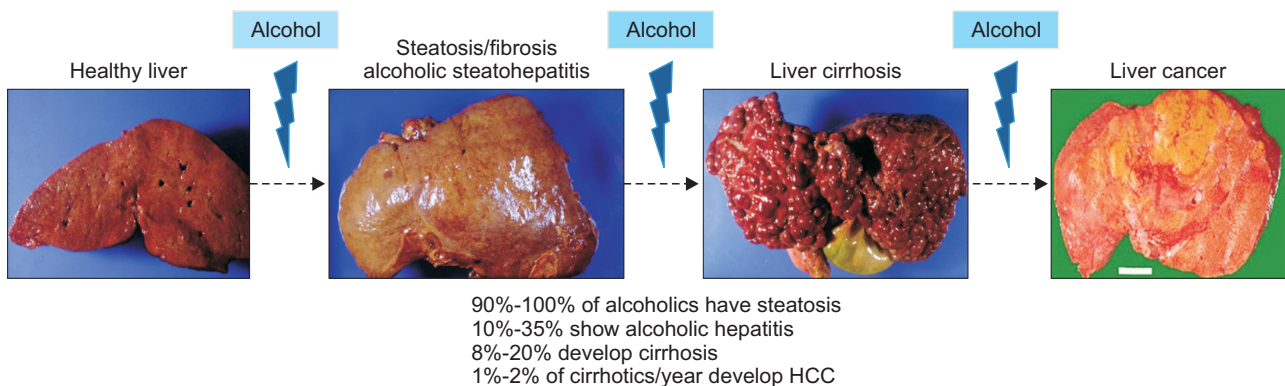 Alcohol
Alcohol
Alcohol
Healthy liver
Steatosis/fibrosis
alcoholic steatohepatitis
Liver cirrhosis
Liver cancer
90%-100% of alcoholics have steatosis
10%-35% show alcoholic hepatitis
8%-20% develop cirrhosis
1%-2% of cirrhotics/year develop HCC